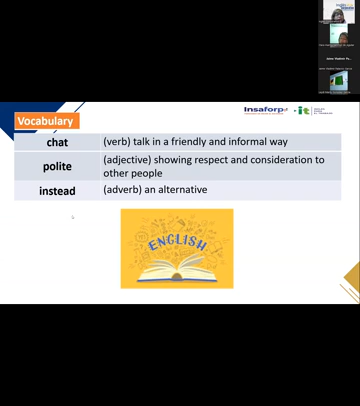 Vocabulary
Insaforp
chat
(verb) talk in a friendly and informal way
polite
(adjective) showing respect and consideration to
other people
instead
(adverb) an alternative
ENGLISH